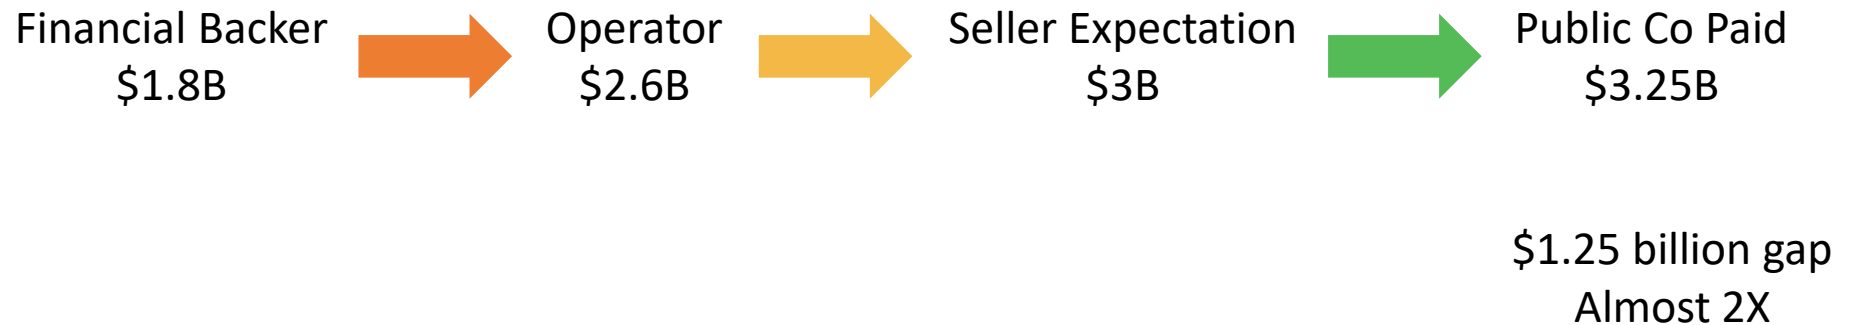 Financial Backer
$1.8B
Operator
$2.6B
Seller Expectation
$3B
Public Co Paid
$3.25B
$1.25 billion gap
Almost 2X